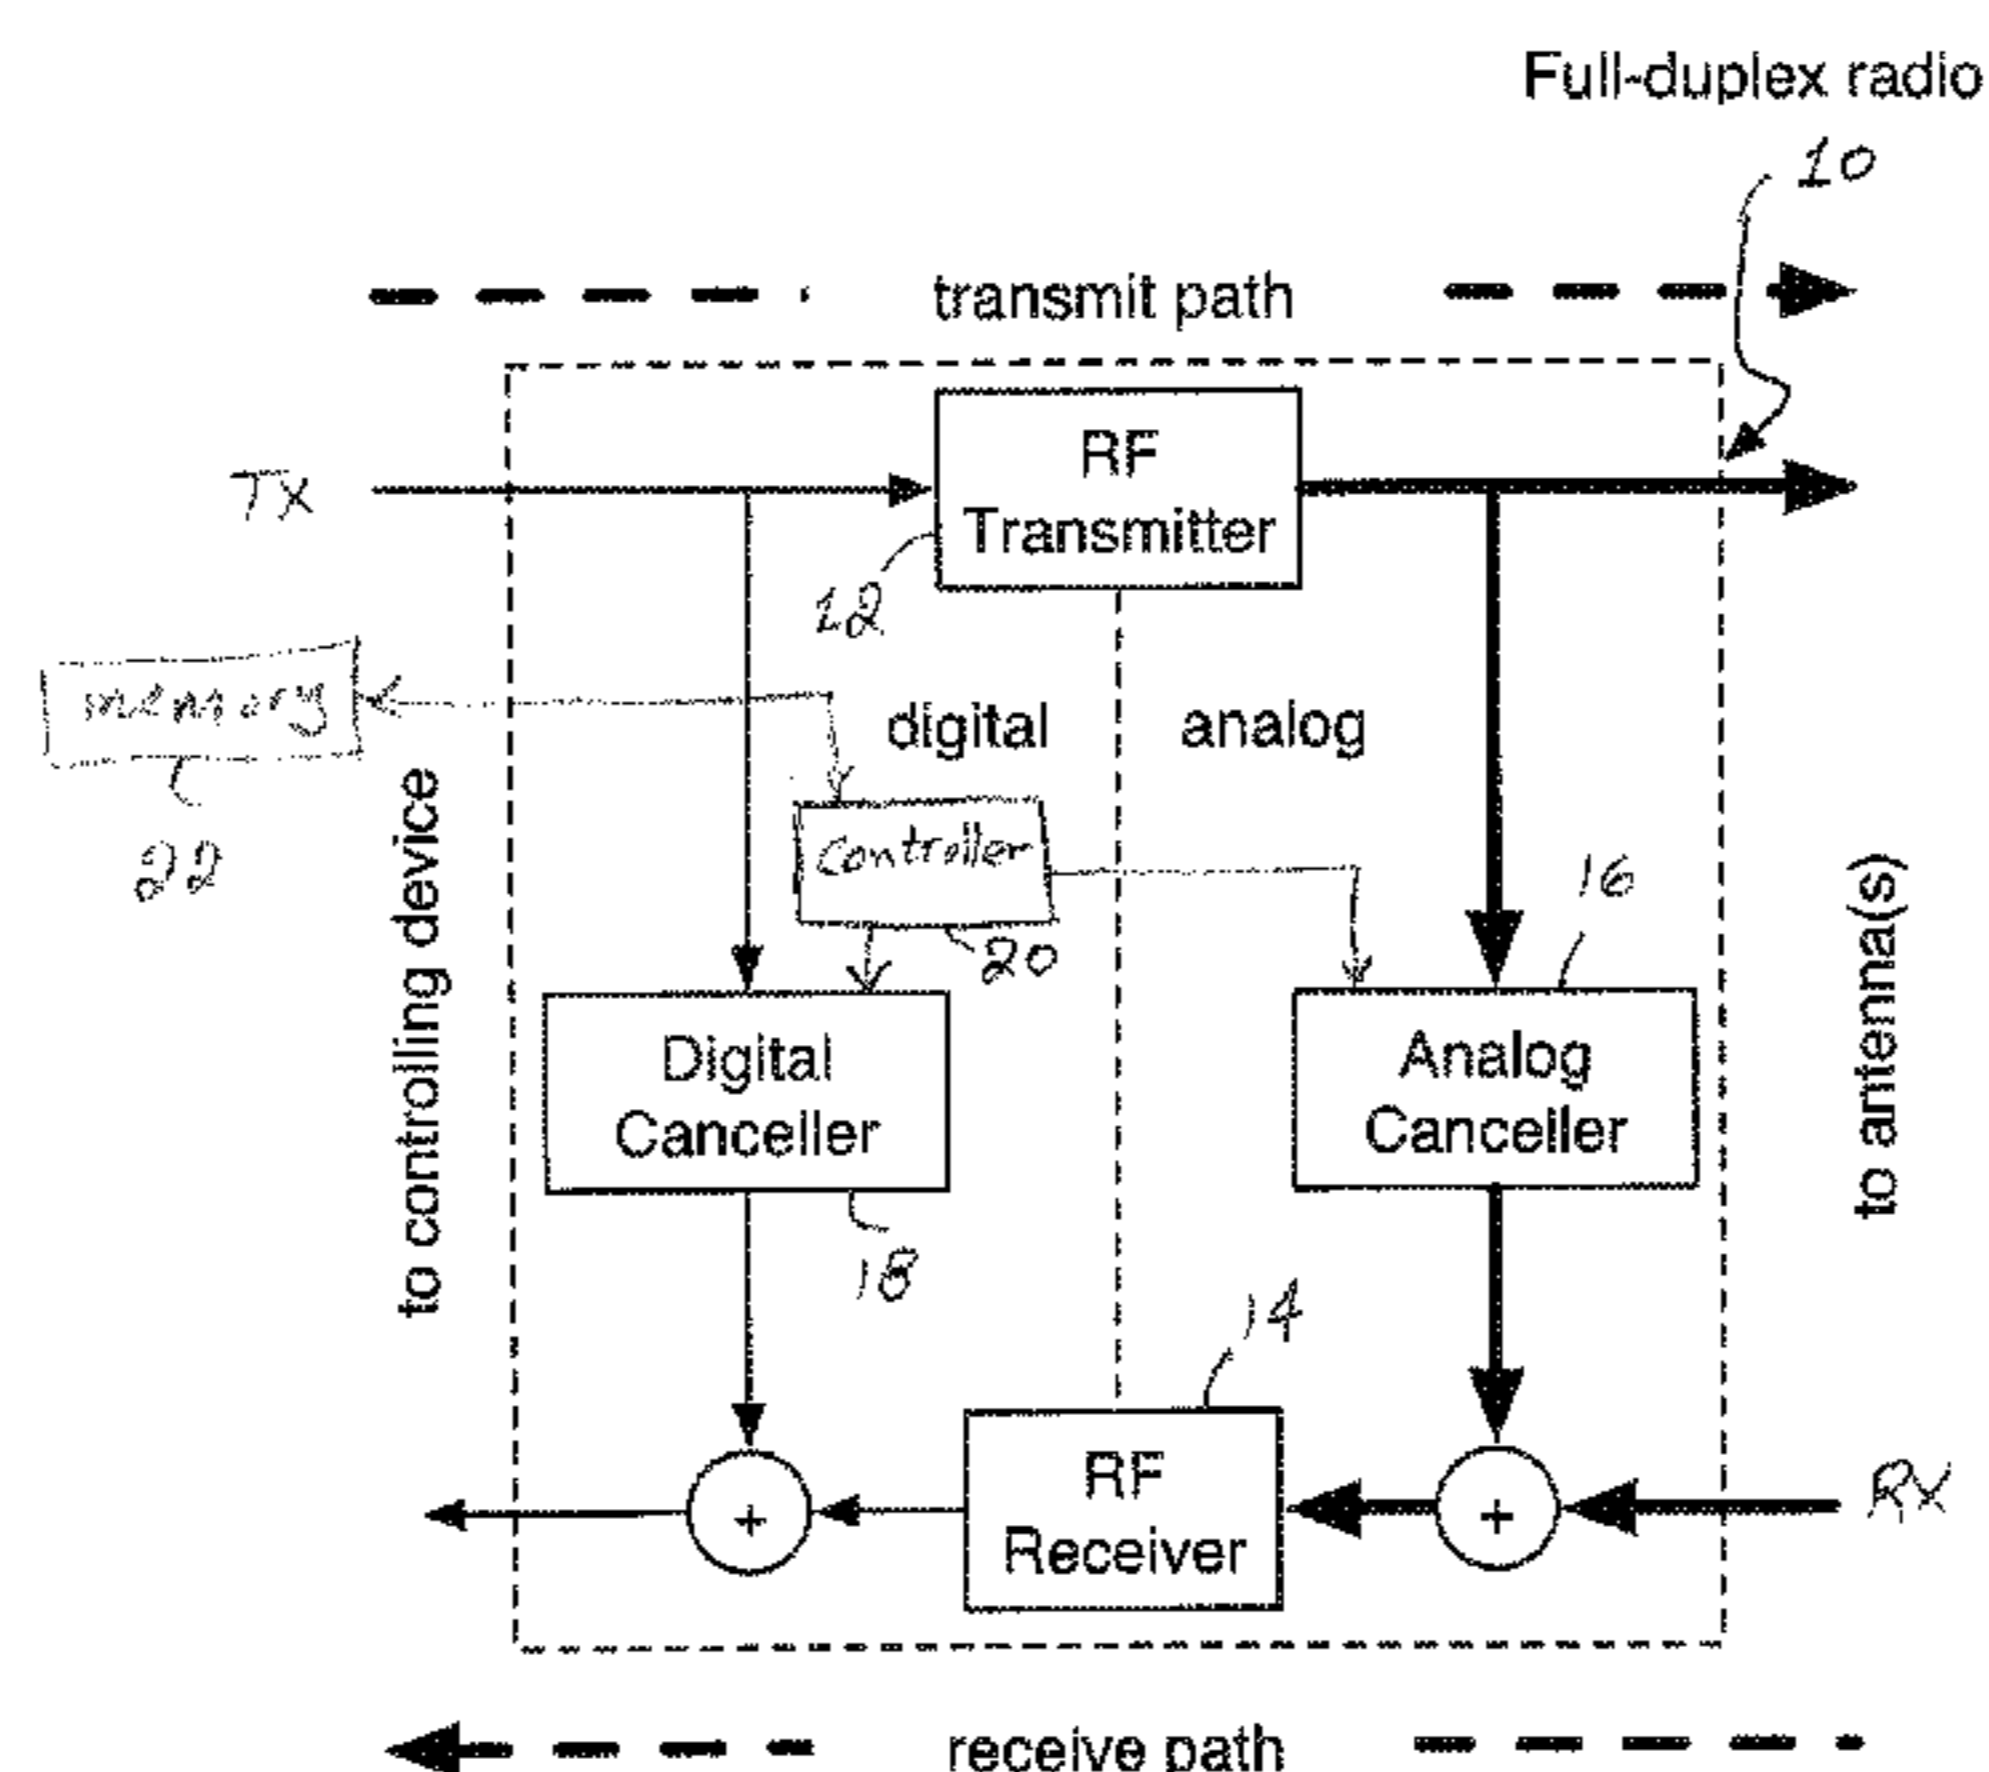 Full-duplex radio
10
transmit path
TX
RF
Transmitter
12
memory
22
digital
analog
controller
20
16
to controlling device
to antenna(s)
Digital
Canceller
18
Analog
Canceller
14
+
RF
Receiver
+
RX
receive path